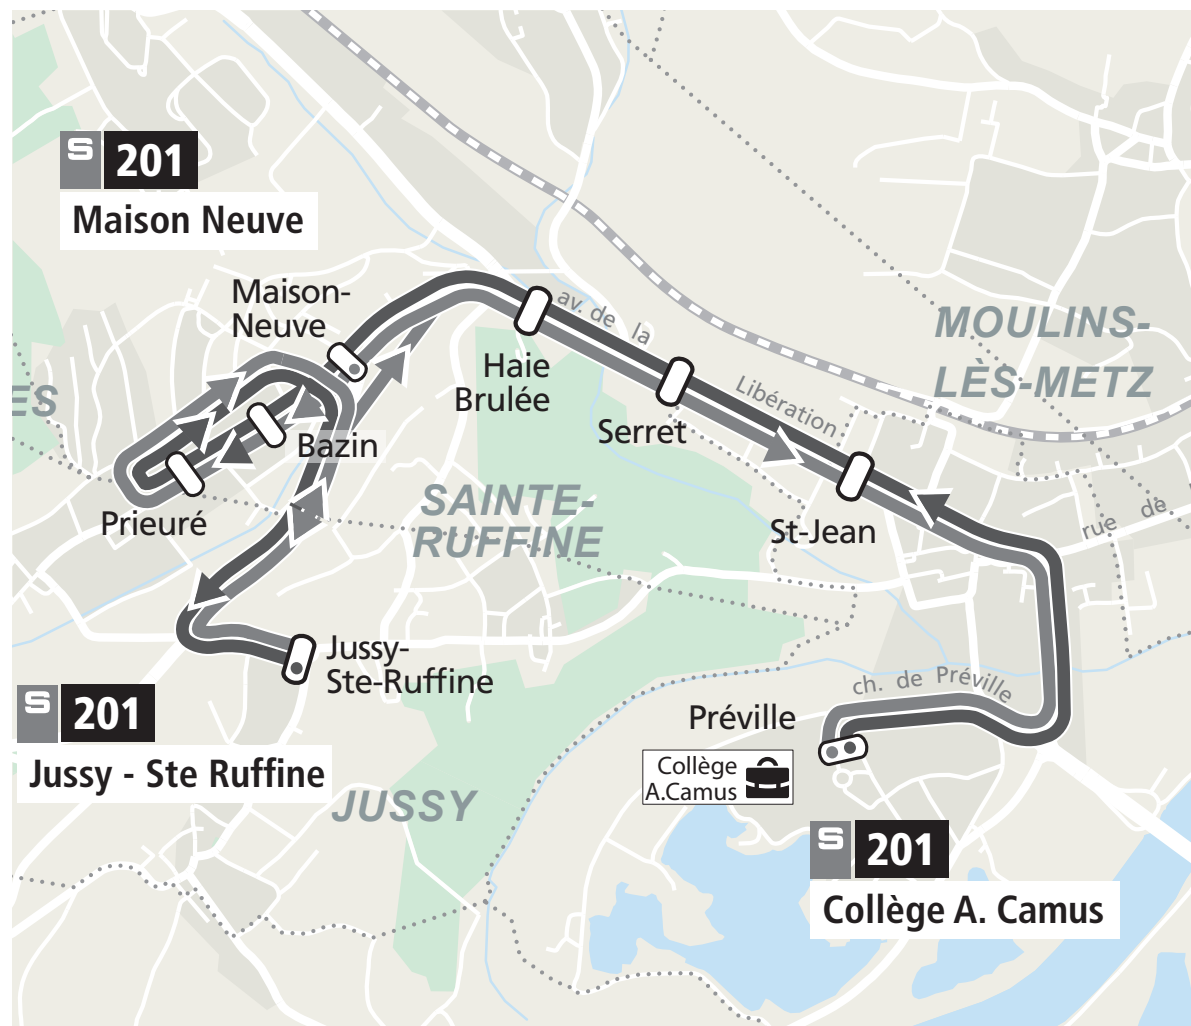 S 201
Maison Neuve
Maison-
Neuve
av. de la
Libération
MOULINS-
LÈS-METZ
Haie
Brulée
ES
Serret
Bazin
Prieuré
SAINTE-
RUFFINE
St-Jean
rue de
Jussy-
Ste-Ruffine
ch. de Préville
S 201
Jussy - Ste Ruffine
Préville
Collège
A.Camus
JUSSY
S 201
Collège A. Camus